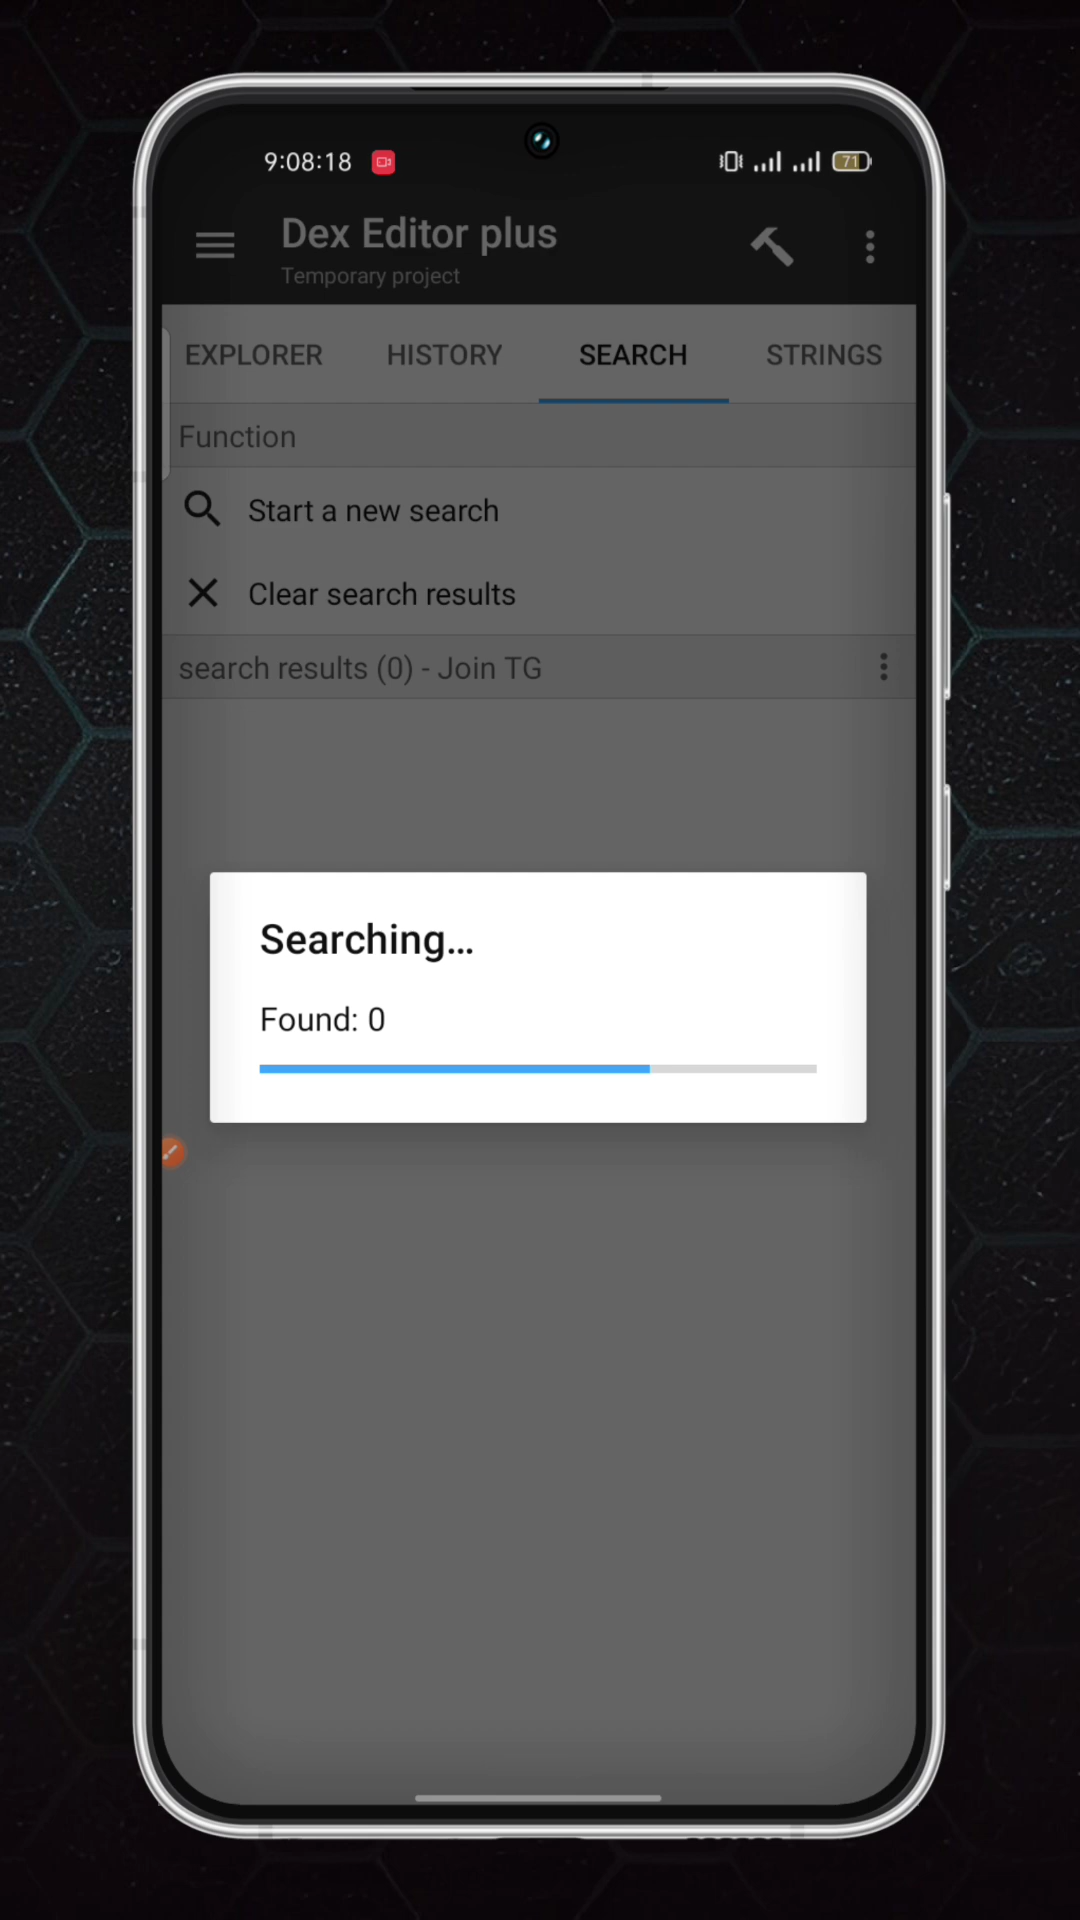 9:08:18
71
Dex Editor plus
Temporary project
EXPLORER HISTORY SEARCH STRINGS
Function
Start a new search
Clear search results
search results (0) - Join TG
Searching...
Found: 0